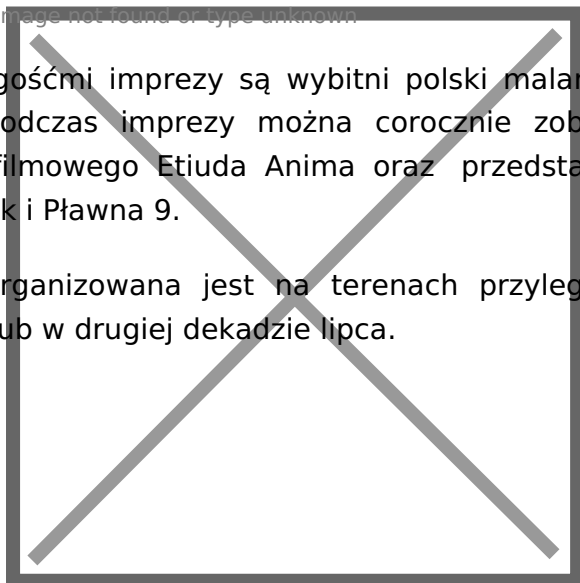 mage not found or type unknown
gośćmi imprezy są wybitni polski malar
odczas imprezy można corocznie zob
filmowego Etiuda Anima oraz przedsta
k i Pławna 9.
rganizowana jest na terenach przyleg
ub w drugiej dekadzie lipca.